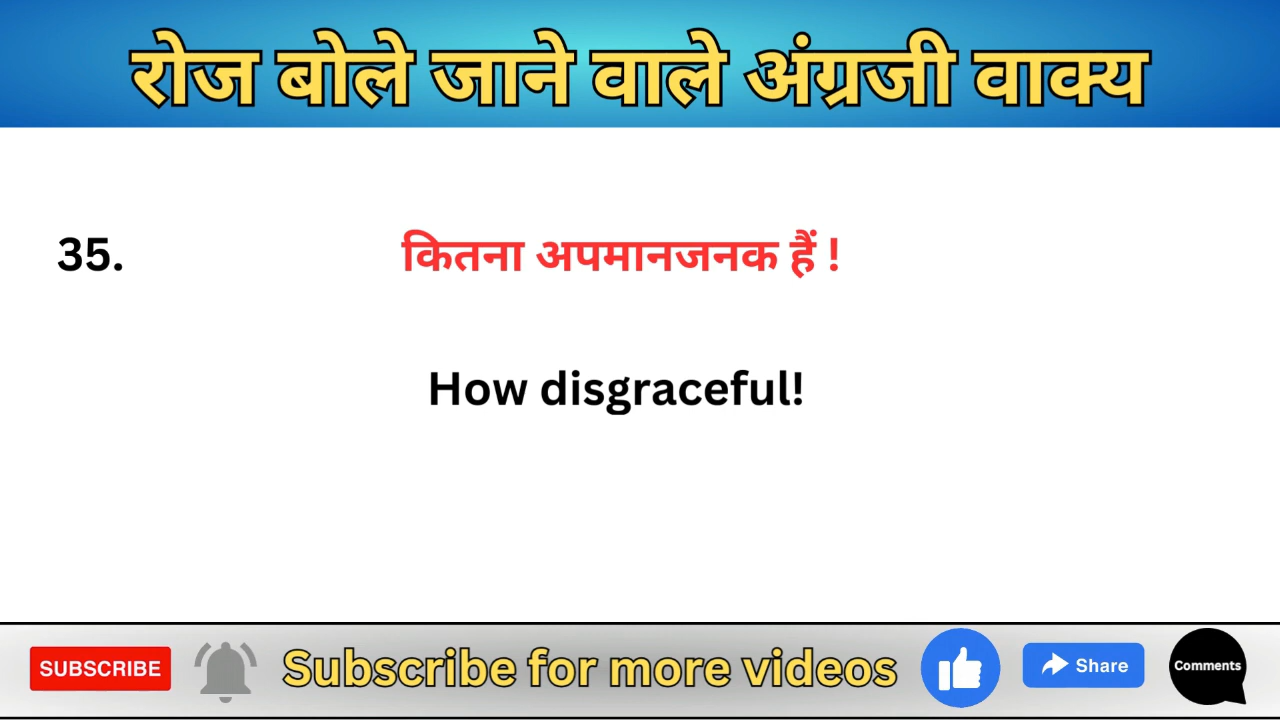 रोज बोले जाने वाले अंग्रजी वाक्य
35. कितना अपमानजनक हैं !
How disgraceful!
SUBSCRIBE Subscribe for more videos Share Comments